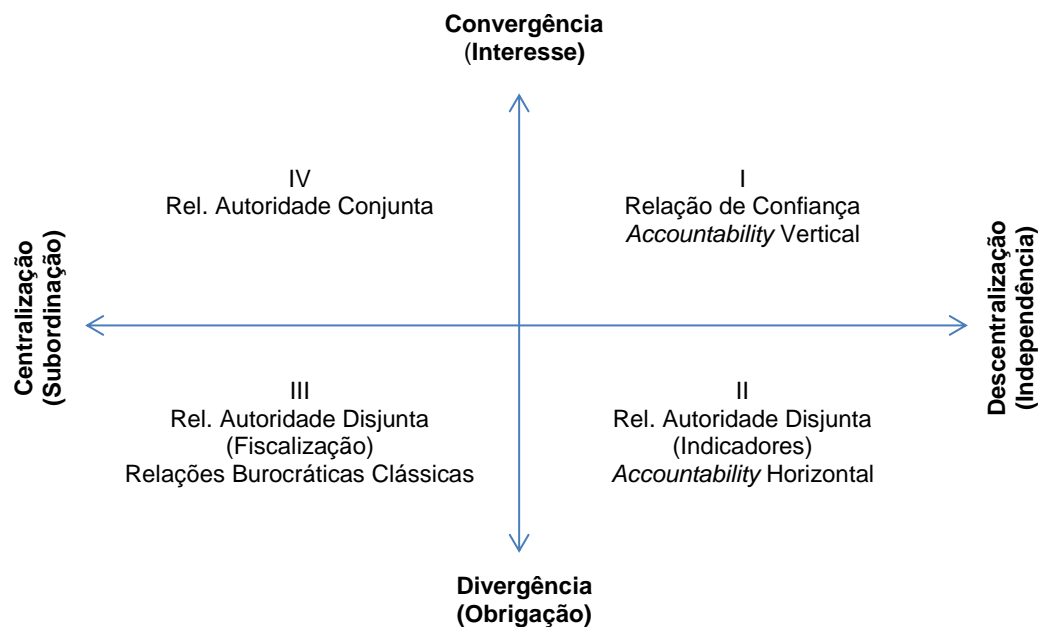 Convergência
(Interesse)
IV
Rel. Autoridade Conjunta
I
Relação de Confiança
Accountability Vertical
Centralização
(Subordinação)
Descentralização
(Independência)
III
Rel. Autoridade Disjunta
(Fiscalização)
Relações Burocráticas Clássicas
II
Rel. Autoridade Disjunta
(Indicadores)
Accountability Horizontal
Divergência
(Obrigação)